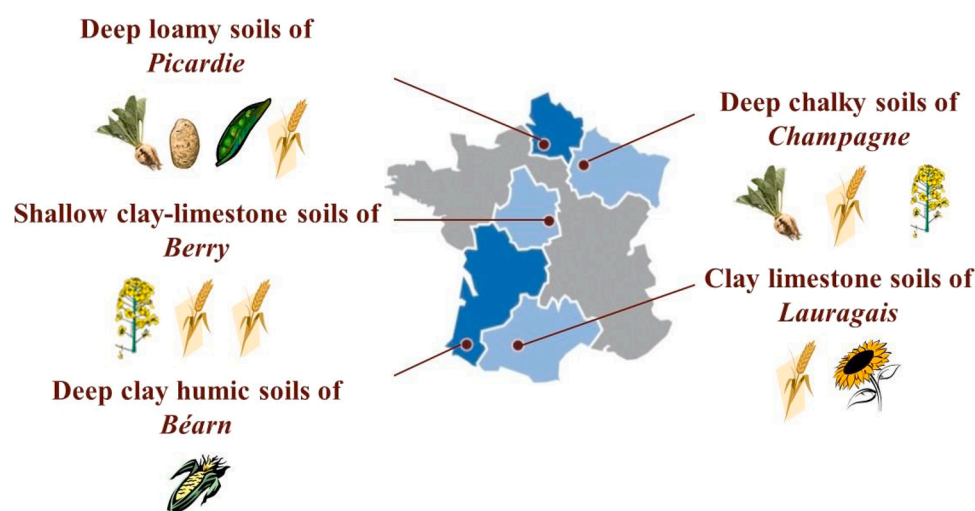 Deep loamy soils of
Picardie
Deep chalky soils of
Champagne
Shallow clay-limestone soils of
Berry
Clay limestone soils of
Lauragais
Deep clay humic soils of
Béarn